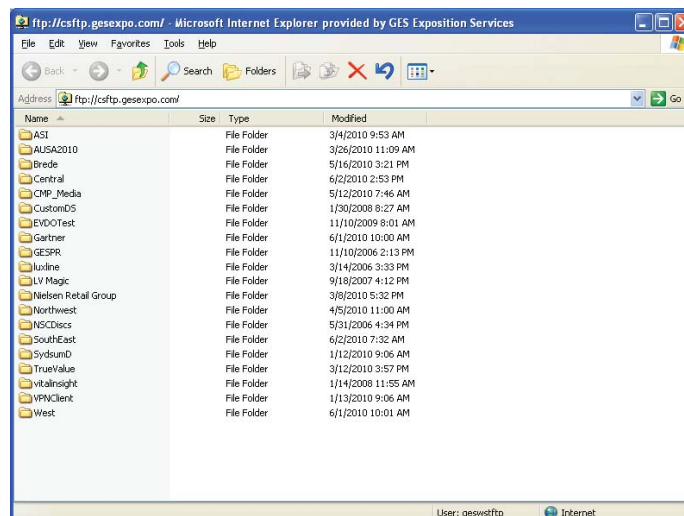 ftp://csftp.gesexpo.com/ - Microsoft Internet Explorer provided by GES Exposition Services
File Edit View Favorites Tools Help
Back Search Folders
Address ftp://csftp.gesexpo.com/ Go
Name Size Type Modified
ASI File Folder 3/4/2010 9:53 AM
AUSA2010 File Folder 3/26/2010 11:09 AM
Brede File Folder 5/16/2010 3:21 PM
Central File Folder 6/2/2010 2:53 PM
CMP_Media File Folder 5/12/2010 7:46 AM
CustomDS File Folder 1/30/2008 8:27 AM
EVDOTest File Folder 11/10/2009 8:01 AM
Gartner File Folder 6/1/2010 10:00 AM
GESPR File Folder 11/10/2006 2:13 PM
luxline File Folder 3/14/2006 3:33 PM
LV Magic File Folder 9/18/2007 4:12 PM
Nielsen Retail Group File Folder 3/8/2010 5:32 PM
Northwest File Folder 4/5/2010 11:00 AM
NSCDiscs File Folder 5/31/2006 4:34 PM
SouthEast File Folder 6/2/2010 7:32 AM
SydsumD File Folder 1/12/2010 9:06 AM
TrueValue File Folder 3/12/2010 3:57 PM
vitalinsight File Folder 1/14/2008 11:55 AM
VPNClient File Folder 1/13/2010 9:06 AM
West File Folder 6/1/2010 10:01 AM
User: geswstftp Internet